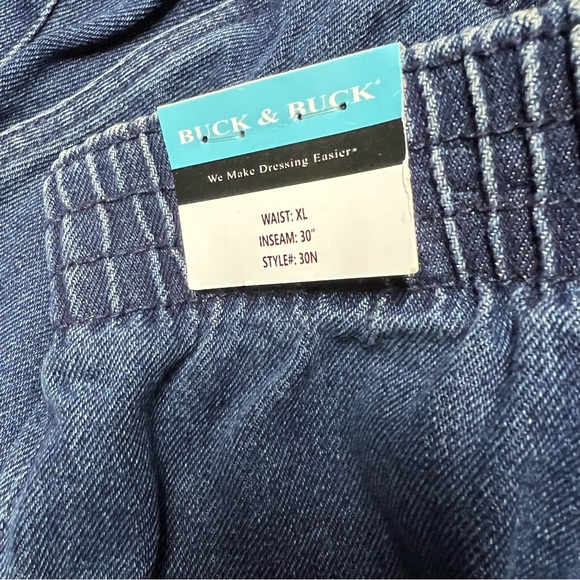 BUCK & BUCK®
We Make Dressing Easier®
WAIST: XL
INSEAM: 30"
STYLE#: 30N